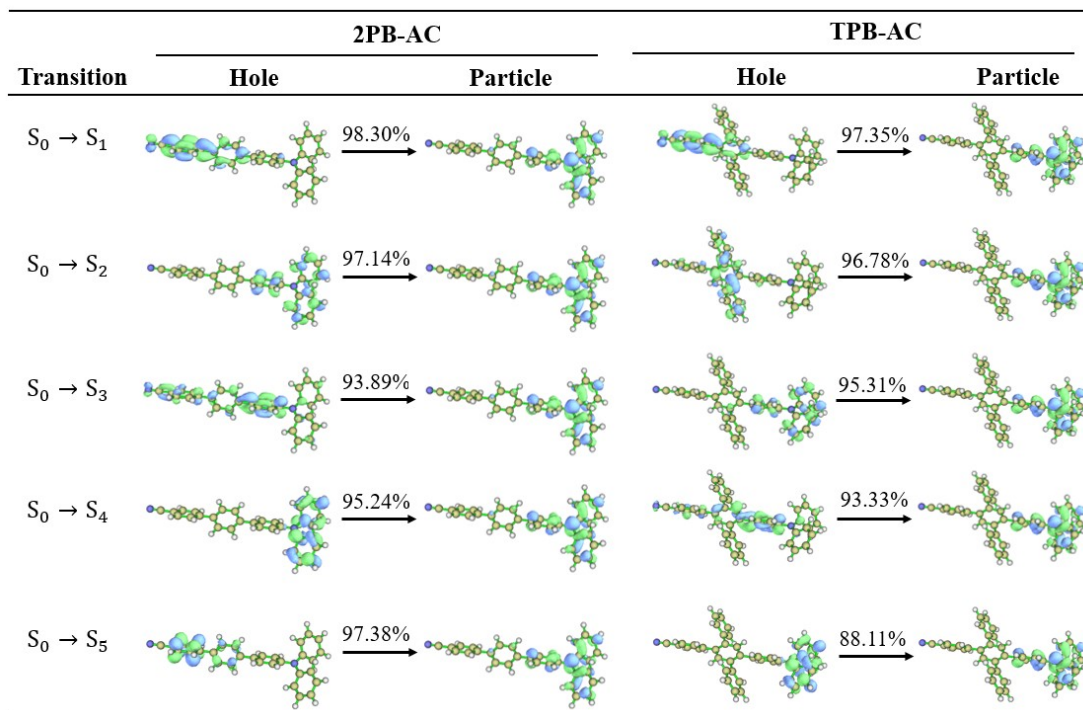 2PB-AC TPB-AC
Transition Hole Particle Hole Particle
S₀ → S₁ 98.30% 97.35%
S₀ → S₂ 97.14% 96.78%
S₀ → S₃ 93.89% 95.31%
S₀ → S₄ 95.24% 93.33%
S₀ → S₅ 97.38% 88.11%